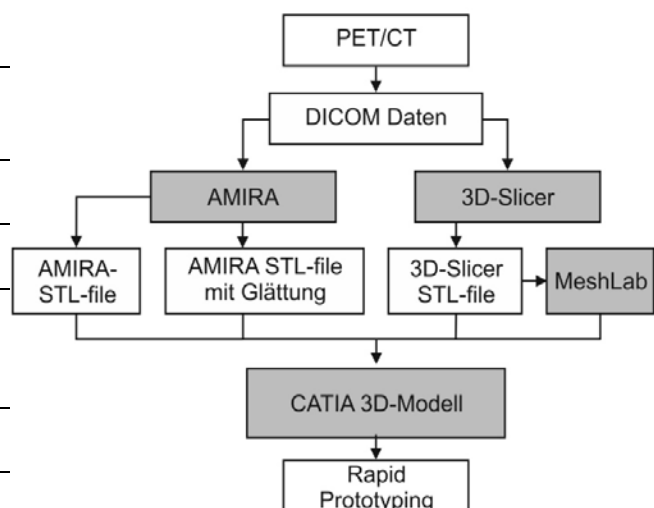 PET/CT
DICOM Daten
AMIRA
3D-Slicer
AMIRA-
STL-file
AMIRA STL-file
mit Glättung
3D-Slicer
STL-file
MeshLab
CATIA 3D-Modell
Rapid
Prototyping